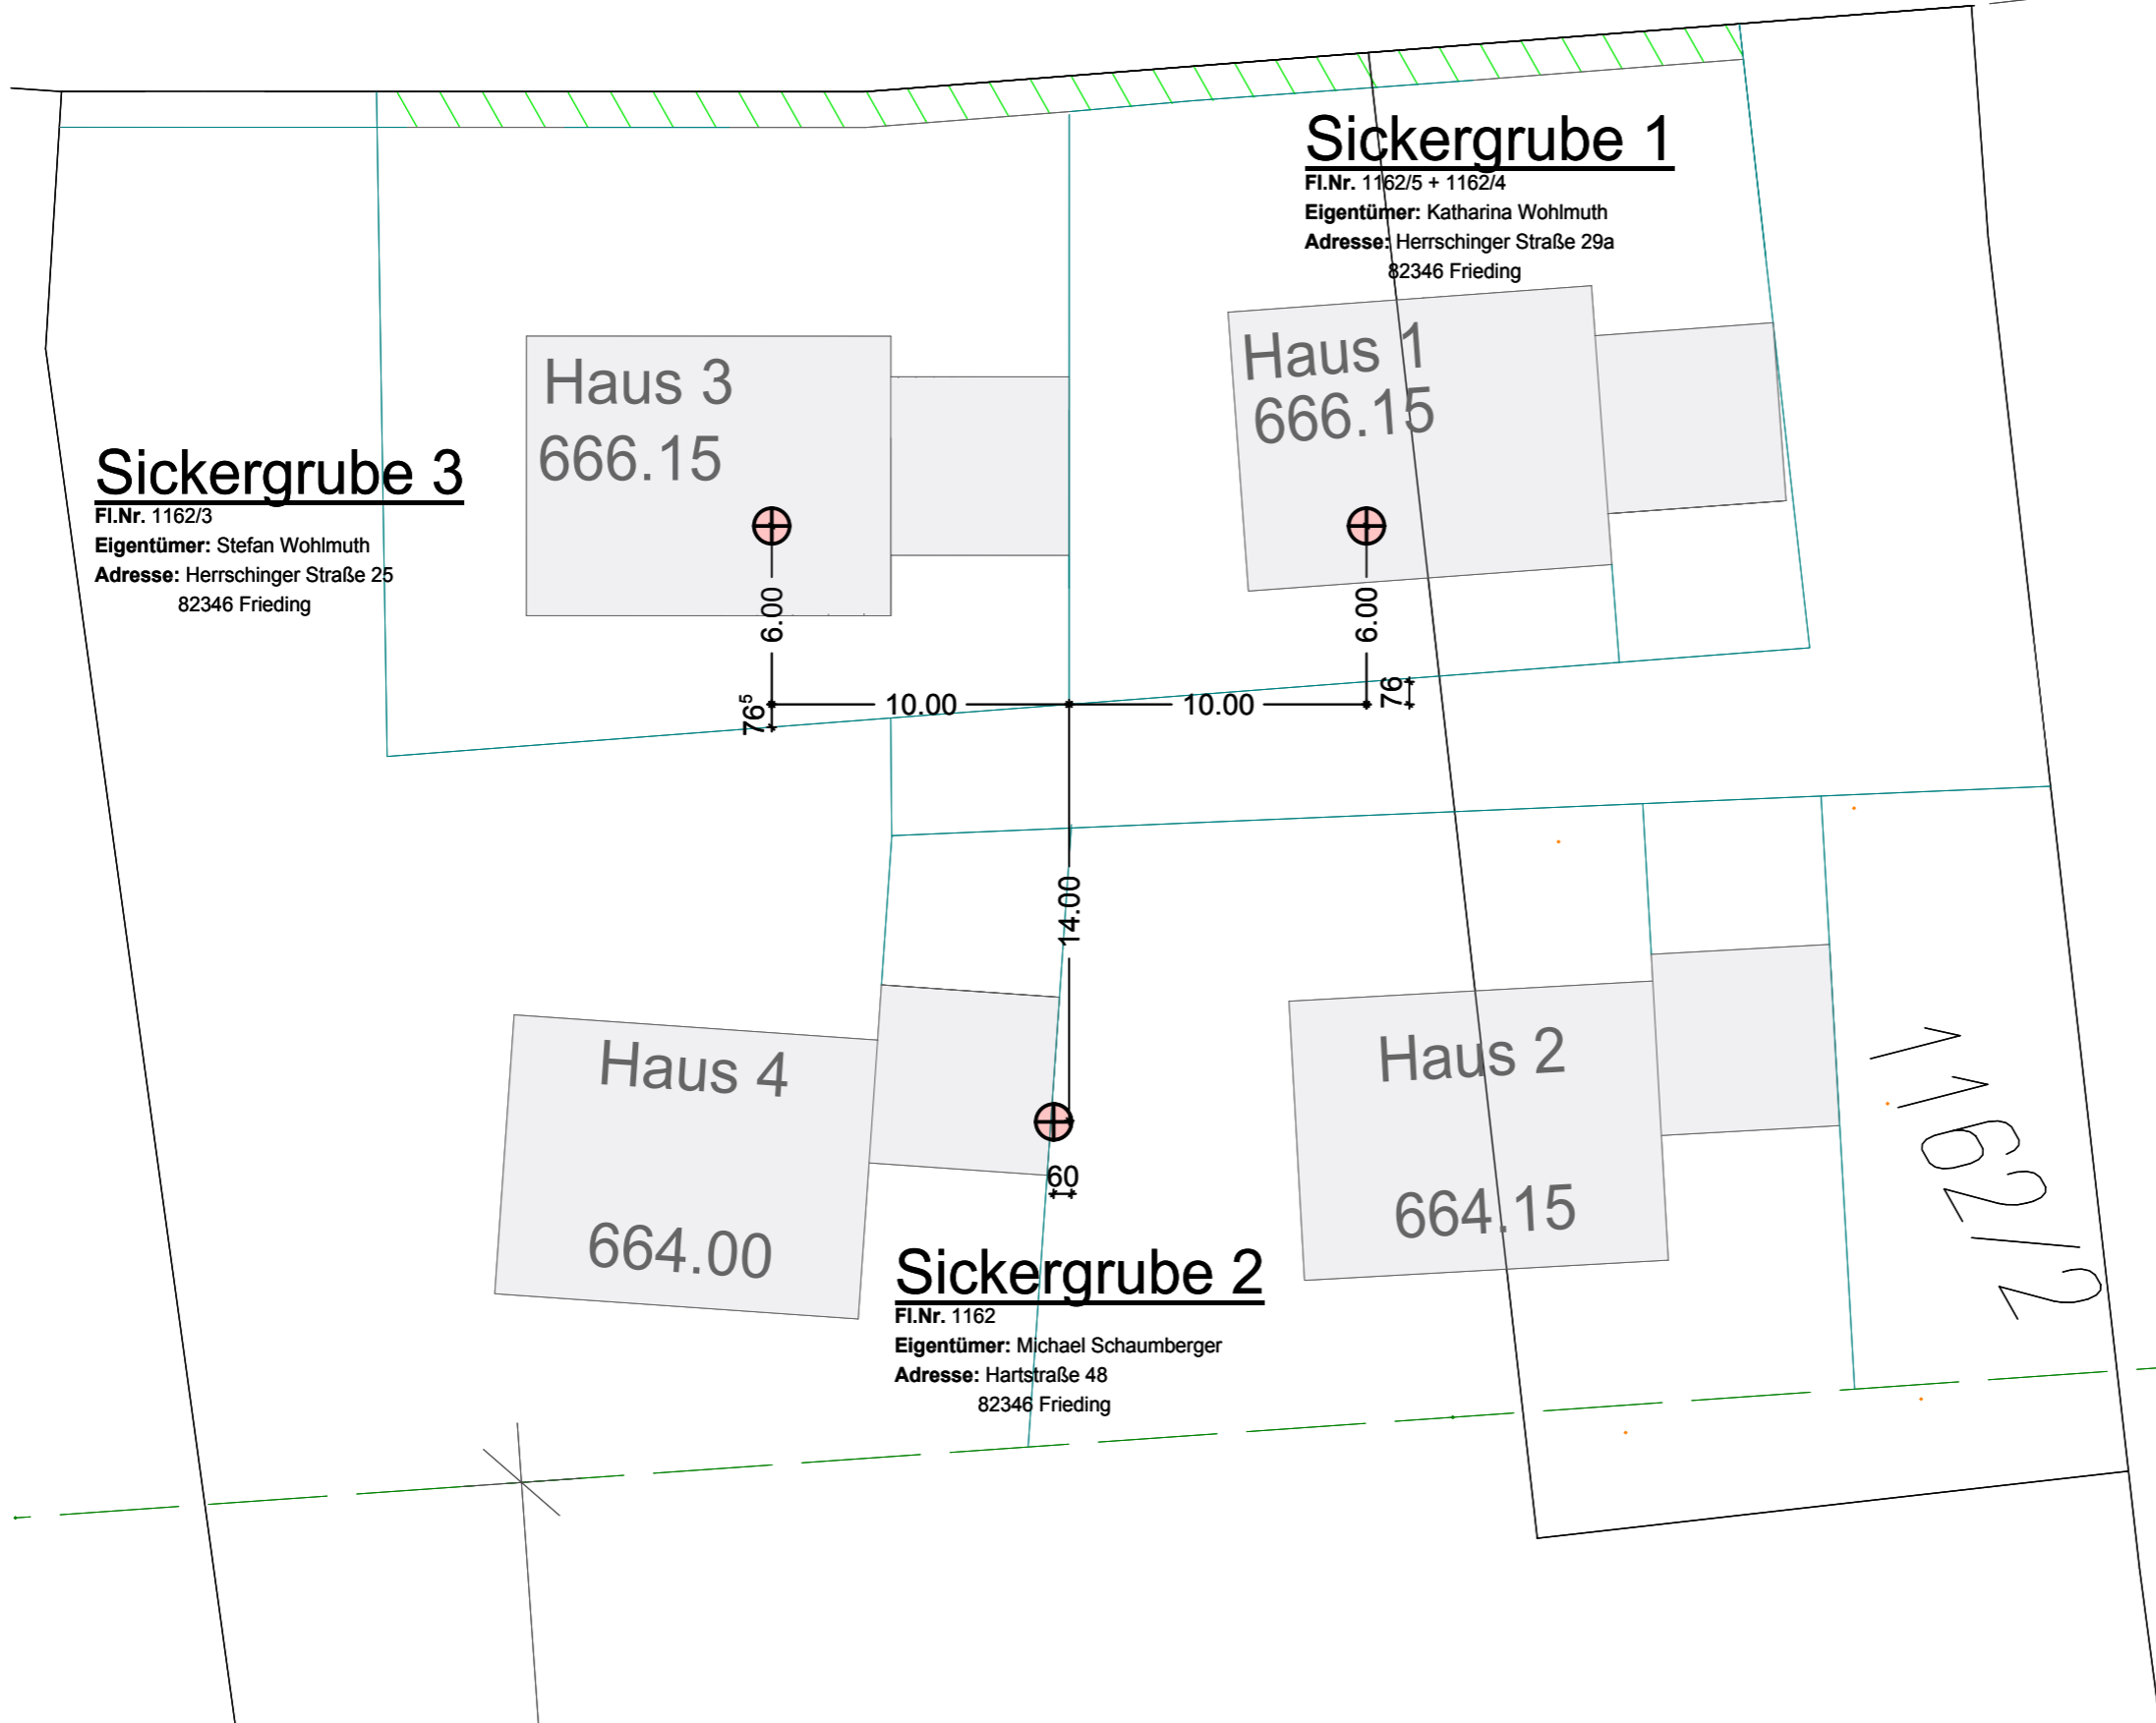 Sickergrube 1
Fl.Nr. 1162/5 + 1162/4
Eigentümer: Katharina Wohlmuth
Adresse: Herrschinger Straße 29a
82346 Frieding
Haus 3
666.15
Haus 1
666.15
Sickergrube 3
Fl.Nr. 1162/3
Eigentümer: Stefan Wohlmuth
Adresse: Herrschinger Straße 25
82346 Frieding
6.00
6.00
76⁵
10.00
10.00
76
14.00
Haus 4
664.00
Haus 2
664.15
1162/2
60
Sickergrube 2
Fl.Nr. 1162
Eigentümer: Michael Schaumberger
Adresse: Hartstraße 48
82346 Frieding